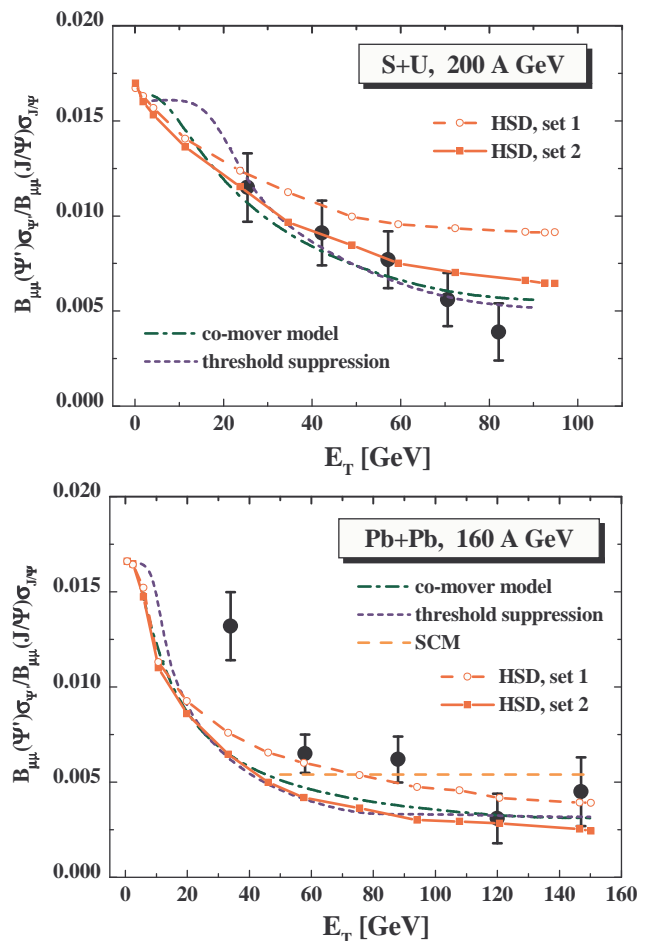 S+U, 200 A GeV
HSD, set 1
HSD, set 2
co-mover model
threshold suppression
0.020
0.015
0.010
0.005
0.000
B_μμ(Ψ')σ_Ψ'/B_μμ(J/Ψ)σ_J/Ψ
0 20 40 60 80 100
E_T [GeV]
Pb+Pb, 160 A GeV
co-mover model
threshold suppression
SCM
HSD, set 1
HSD, set 2
0.020
0.015
0.010
0.005
0.000
B_μμ(Ψ')σ_Ψ'/B_μμ(J/Ψ)σ_J/Ψ
0 20 40 60 80 100 120 140 160
E_T [GeV]